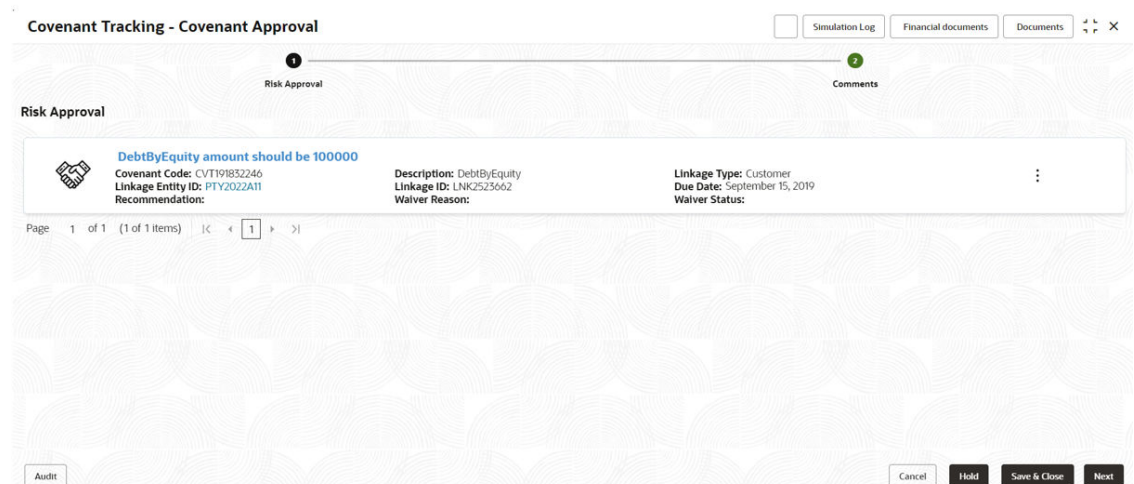 Covenant Tracking - Covenant Approval
Simulation Log Financial documents Documents
1 2
Risk Approval Comments
Risk Approval
DebtByEquity amount should be 100000
Covenant Code: CVT191832246 Description: DebtByEquity Linkage Type: Customer
Linkage Entity ID: PTY2022A11 Linkage ID: LNK2523662 Due Date: September 15, 2019
Recommendation: Waiver Reason: Waiver Status:
Page 1 of 1 (1 of 1 items) 1
Audit Cancel Hold Save & Close Next